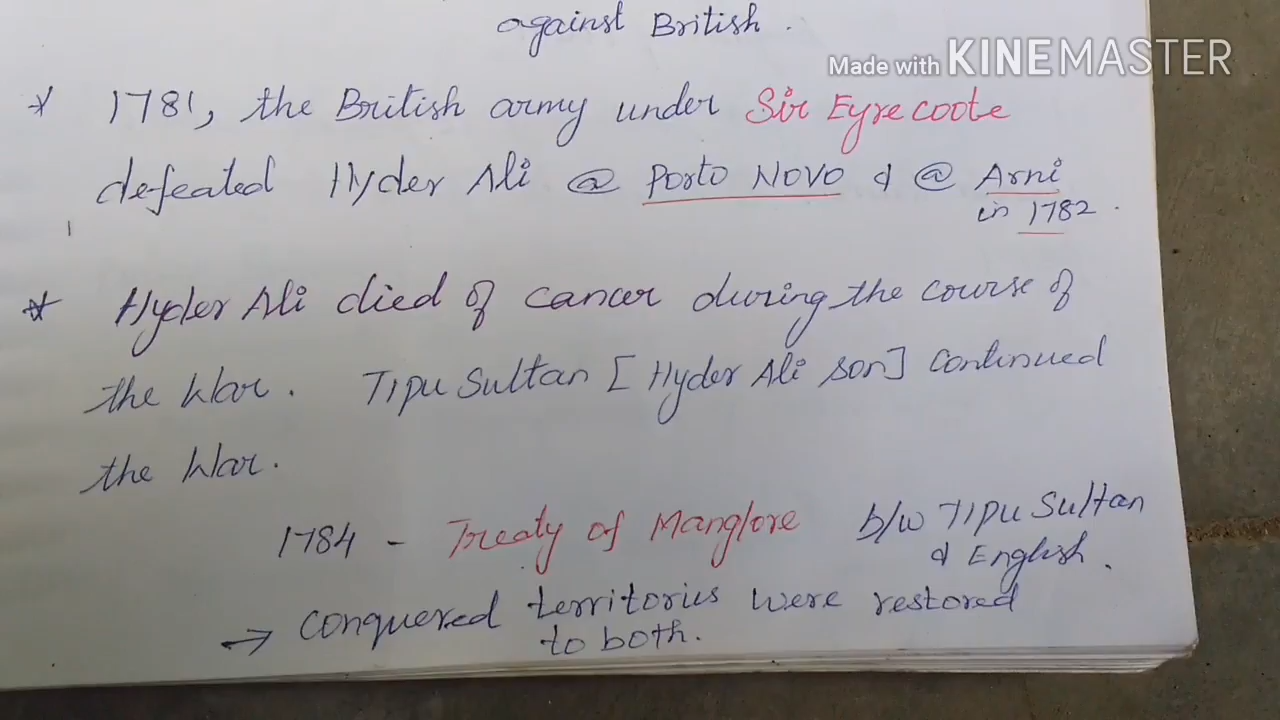 against British.
Made with KINEMASTER
* 1781, the British army under Sir Eyrecoote
defeated Hyder Ali @ Porto Novo & @ Arni
in 1782.
* Hyder Ali died of cancer during the course of
the War. Tipu Sultan [Hyder Ali son] continued
the War.
1784 - Treaty of Manglore b/w Tipu Sultan
& English.
→ conquered territories were restored
to both.